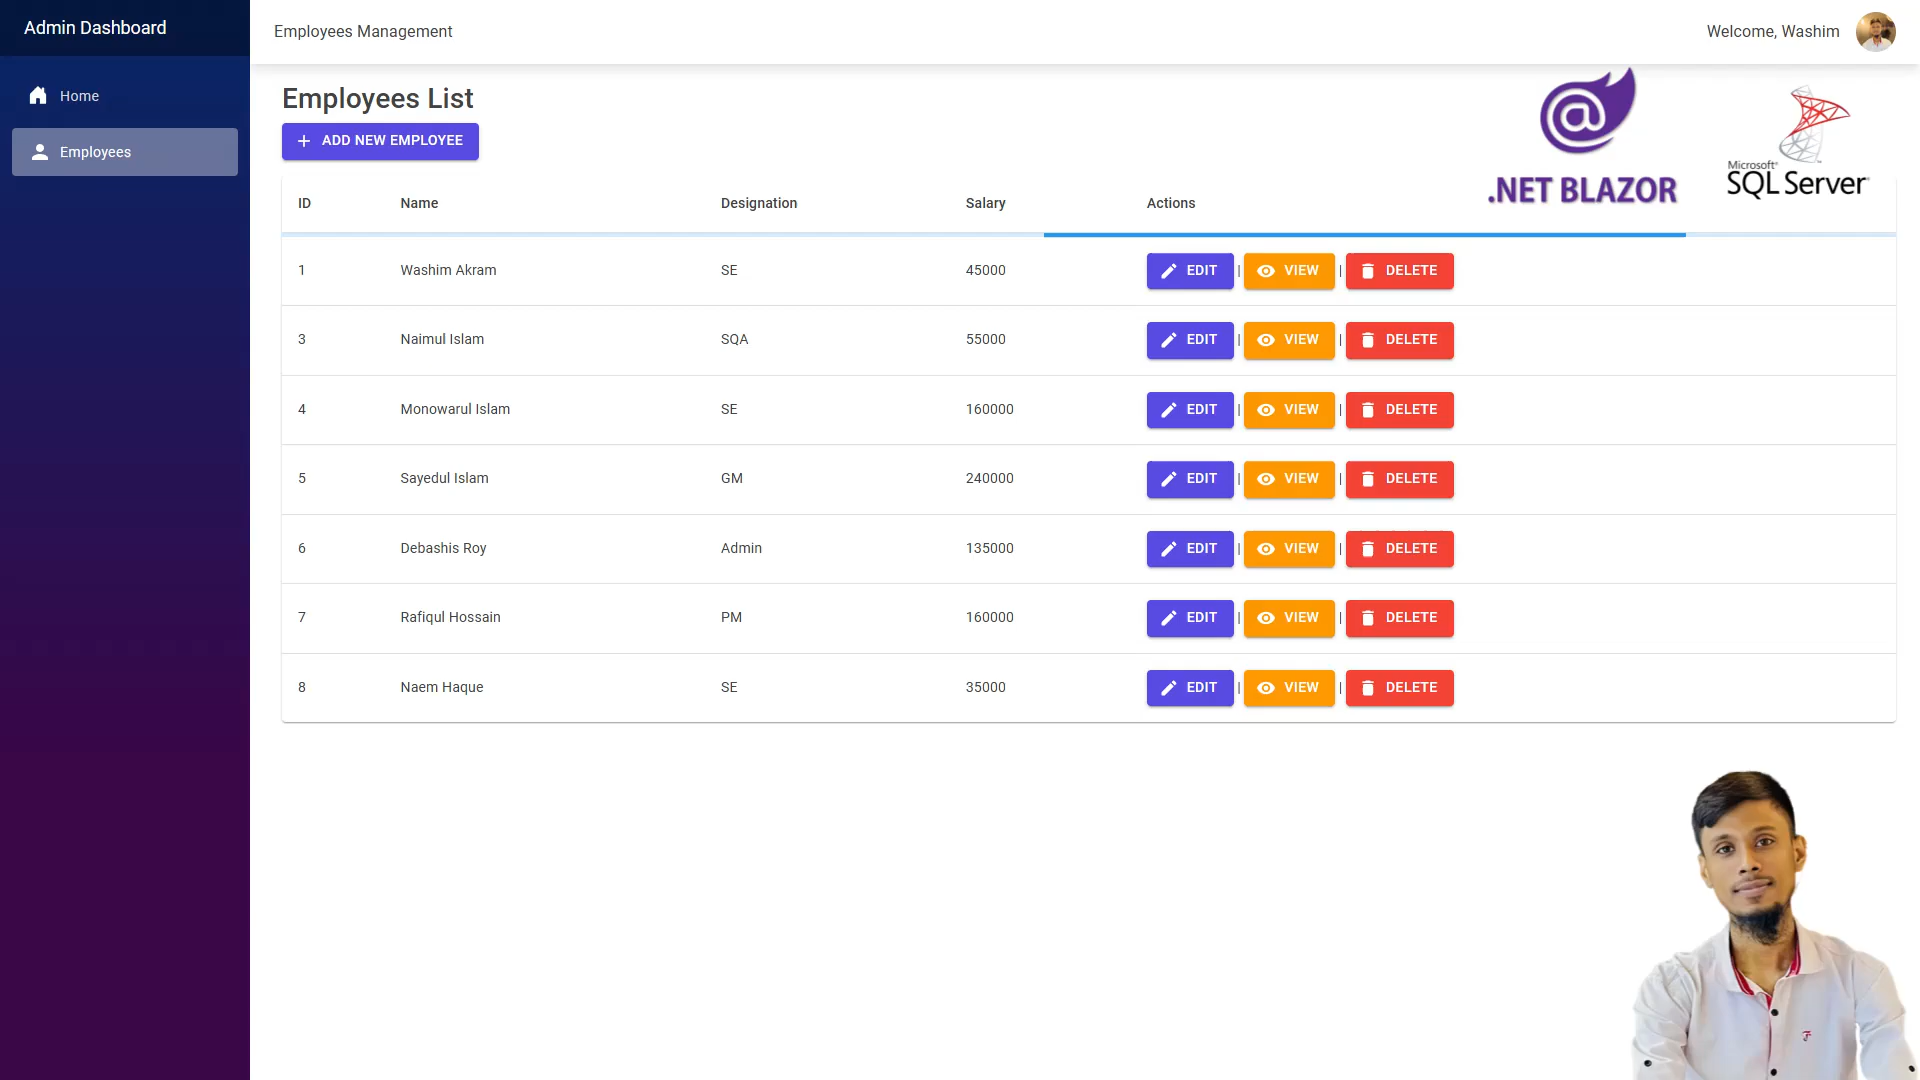 Admin Dashboard
Employees Management
Welcome, Washim
Home
Employees
Employees List
ADD NEW EMPLOYEE
.NET BLAZOR
Microsoft®
SQL Server
ID Name Designation Salary Actions
1 Washim Akram SE 45000 EDIT | VIEW | DELETE
3 Naimul Islam SQA 55000 EDIT | VIEW | DELETE
4 Monowarul Islam SE 160000 EDIT | VIEW | DELETE
5 Sayedul Islam GM 240000 EDIT | VIEW | DELETE
6 Debashis Roy Admin 135000 EDIT | VIEW | DELETE
7 Rafiqul Hossain PM 160000 EDIT | VIEW | DELETE
8 Naem Haque SE 35000 EDIT | VIEW | DELETE